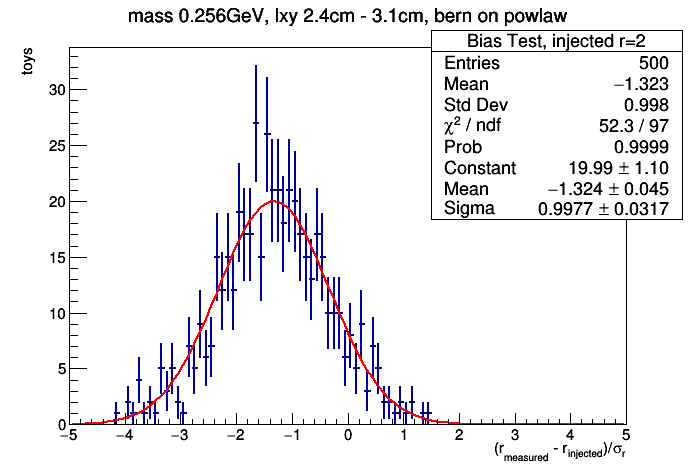 mass 0.256GeV, lxy 2.4cm - 3.1cm, bern on powlaw
Bias Test, injected r=2
Entries 500
Mean −1.323
Std Dev 0.998
χ² / ndf 52.3 / 97
Prob 0.9999
Constant 19.99 ± 1.10
Mean −1.324 ± 0.045
Sigma 0.9977 ± 0.0317
toys
30
25
20
15
10
5
0
−5 −4 −3 −2 −1 0 1 2 3 4 5
(r_measured - r_injected)/σ_r